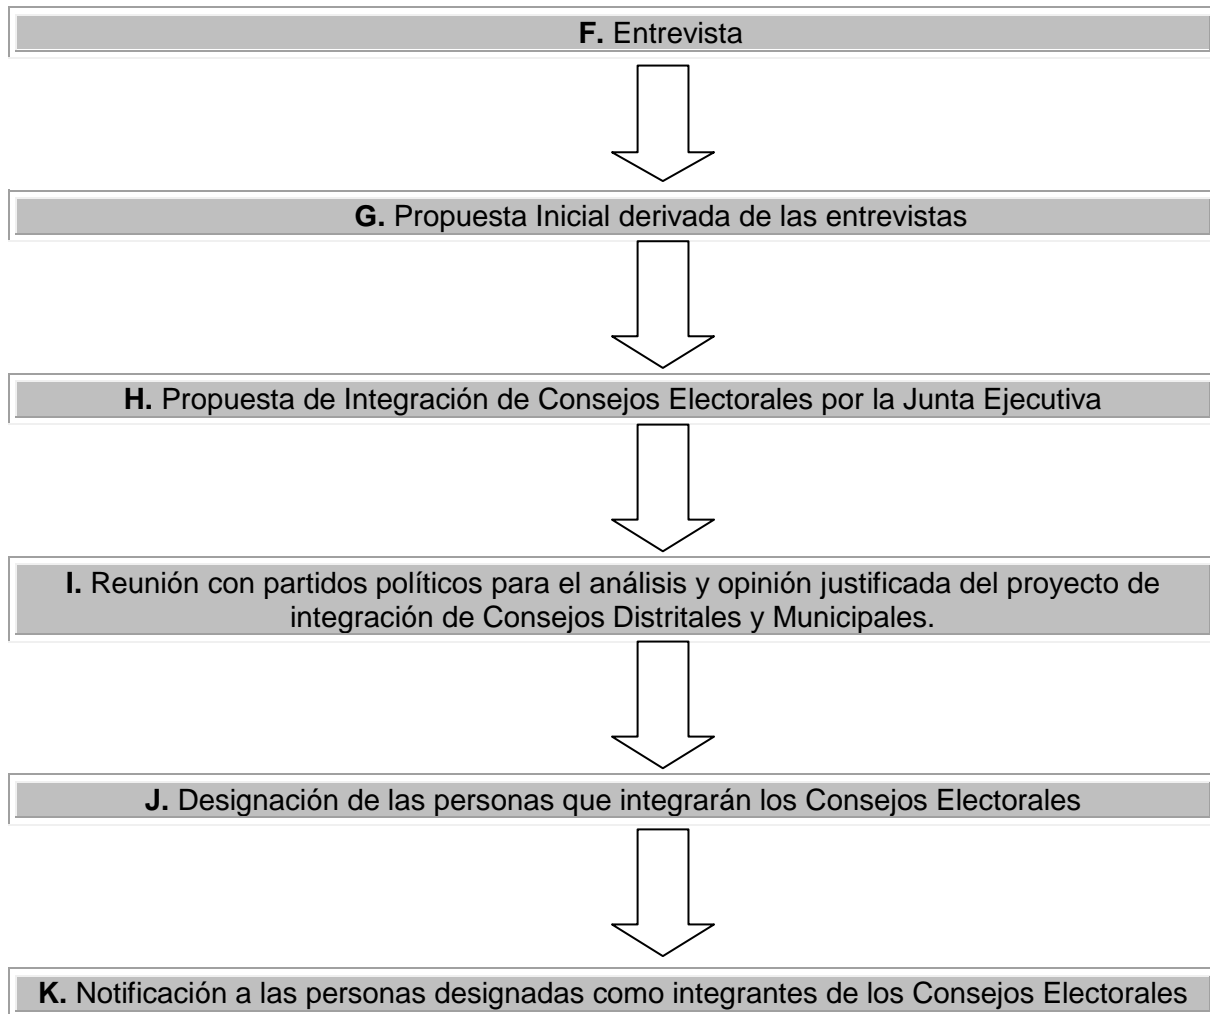 F. Entrevista
G. Propuesta Inicial derivada de las entrevistas
H. Propuesta de Integración de Consejos Electorales por la Junta Ejecutiva
I. Reunión con partidos políticos para el análisis y opinión justificada del proyecto de
integración de Consejos Distritales y Municipales.
J. Designación de las personas que integrarán los Consejos Electorales
K. Notificación a las personas designadas como integrantes de los Consejos Electorales